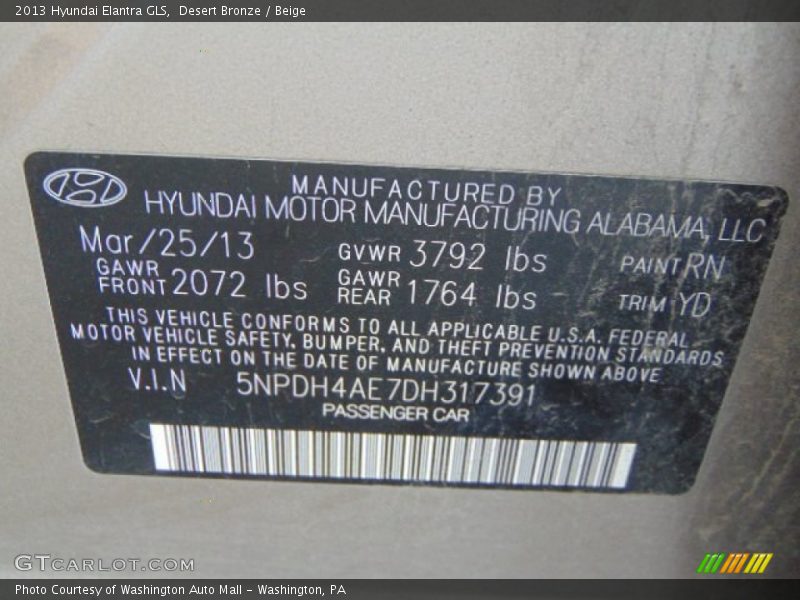 2013 Hyundai Elantra GLS,  Desert Bronze / Beige
MANUFACTURED BY
HYUNDAI MOTOR MANUFACTURING ALABAMA, LLC
Mar/25/13 GVWR 3792 lbs PAINT RN
GAWR FRONT 2072 lbs GAWR REAR 1764 lbs TRIM YD
THIS VEHICLE CONFORMS TO ALL APPLICABLE U.S.A. FEDERAL
MOTOR VEHICLE SAFETY, BUMPER, AND THEFT PREVENTION STANDARDS
IN EFFECT ON THE DATE OF MANUFACTURE SHOWN ABOVE
V.I.N 5NPDH4AE7DH317391
PASSENGER CAR
GTCARLOT.COM
Photo Courtesy of Washington Auto Mall - Washington, PA